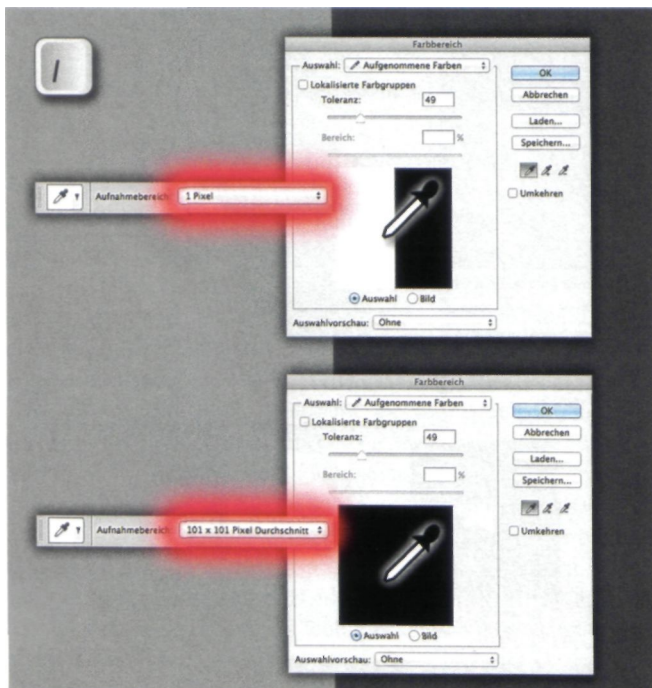 I
Farbbereich
Auswahl: Aufgenommene Farben
Lokalisierte Farbgruppen
Toleranz: 49
Bereich: %
OK
Abbrechen
Laden...
Speichern...
Umkehren
Aufnahmebereich: 1 Pixel
Auswahl Bild
Auswahlvorschau: Ohne
Farbbereich
Auswahl: Aufgenommene Farben
Lokalisierte Farbgruppen
Toleranz: 49
Bereich: %
OK
Abbrechen
Laden...
Speichern...
Umkehren
Aufnahmebereich: 101 x 101 Pixel Durchschnitt
Auswahl Bild
Auswahlvorschau: Ohne